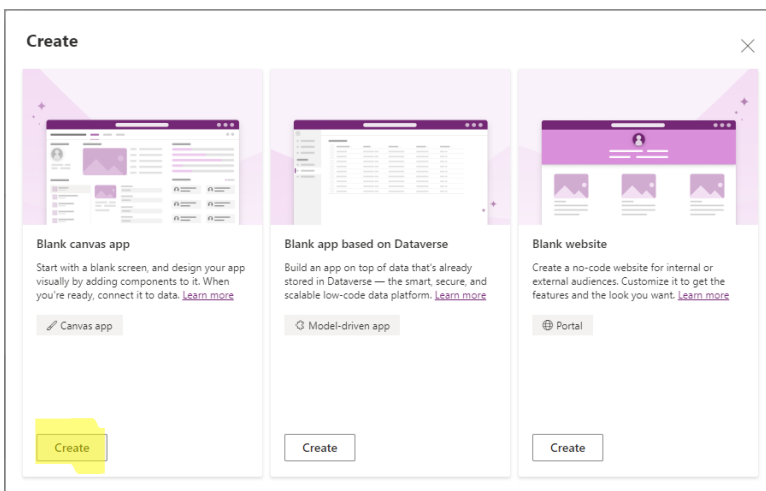 Create
Blank canvas app
Start with a blank screen, and design your app
visually by adding components to it. When
you're ready, connect it to data. Learn more
Canvas app
Create
Blank app based on Dataverse
Build an app on top of data that's already
stored in Dataverse — the smart, secure, and
scalable low-code data platform. Learn more
Model-driven app
Create
Blank website
Create a no-code website for internal or
external audiences. Customize it to get the
features and the look you want. Learn more
Portal
Create